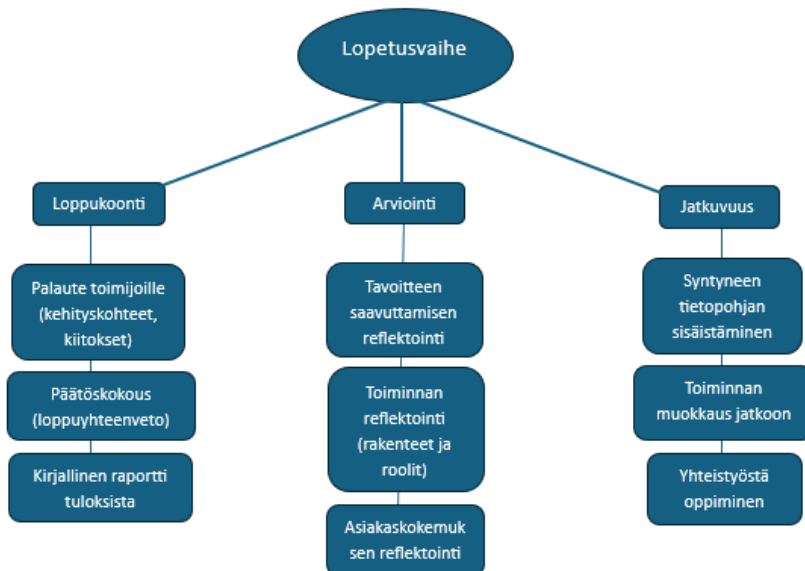 Lopetusvaihe
Loppukoonti
Palaute toimijoille
(kehityskohteet,
kiitokset)
Päätöskokous
(loppuyhteenveto)
Kirjallinen raportti
tuloksista
Arviointi
Tavoitteen
saavuttamisen
reflektointi
Toiminnan
reflektointi
(rakenteet ja
roolit)
Asiakaskokemuk
sen reflektointi
Jatkuvuus
Syntyneen
tietopohjan
sisäistäminen
Toiminnan
muokkaus jatkoon
Yhteistyöstä
oppiminen